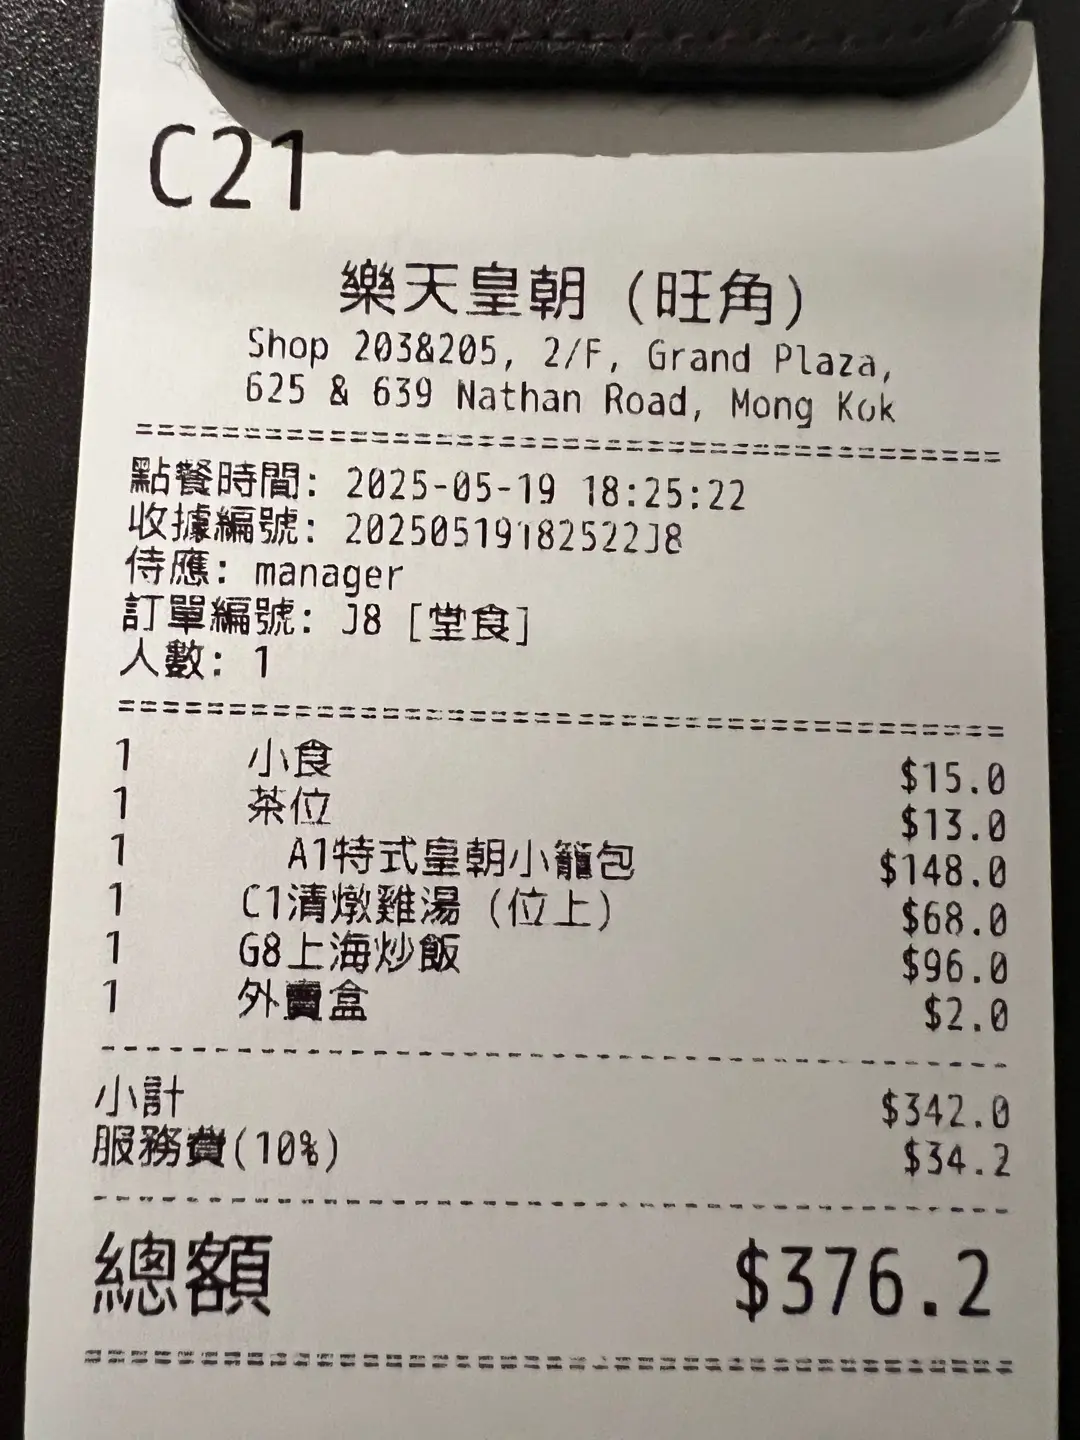 C21
樂天皇朝 (旺角)
Shop 203&205, 2/F, Grand Plaza,
625 & 639 Nathan Road, Mong Kok
點餐時間: 2025-05-19 18:25:22
收據編號: 20250519182522J8
侍應: manager
訂單編號: J8 [堂食]
人數: 1
1 小食 $15.0
1 茶位 $13.0
1 A1特式皇朝小籠包 $148.0
1 C1清燉雞湯 (位上) $68.0
1 G8上海炒飯 $96.0
1 外賣盒 $2.0
小計 $342.0
服務費(10%) $34.2
總額 $376.2